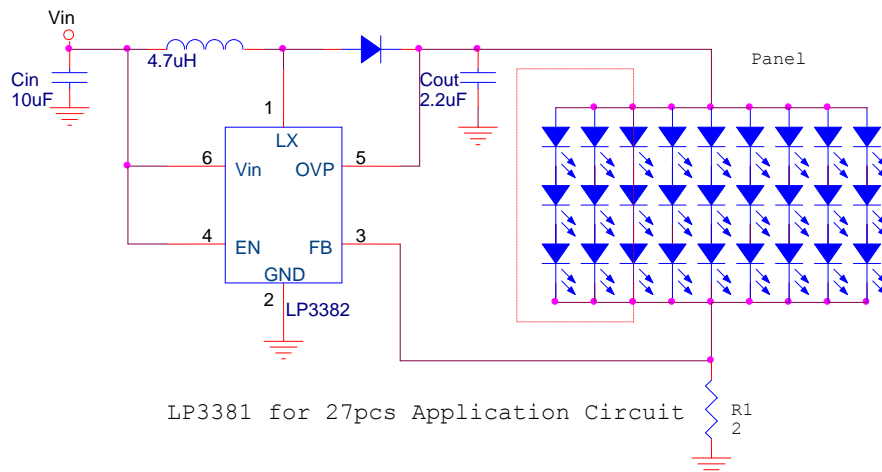 Vin
Panel
4.7uH
Cin
10uF
Cout
2.2uF
1
LX
6
Vin
OVP
5
4
EN
FB
3
GND
2
LP3382
LP3381 for 27pcs Application Circuit
R1
2